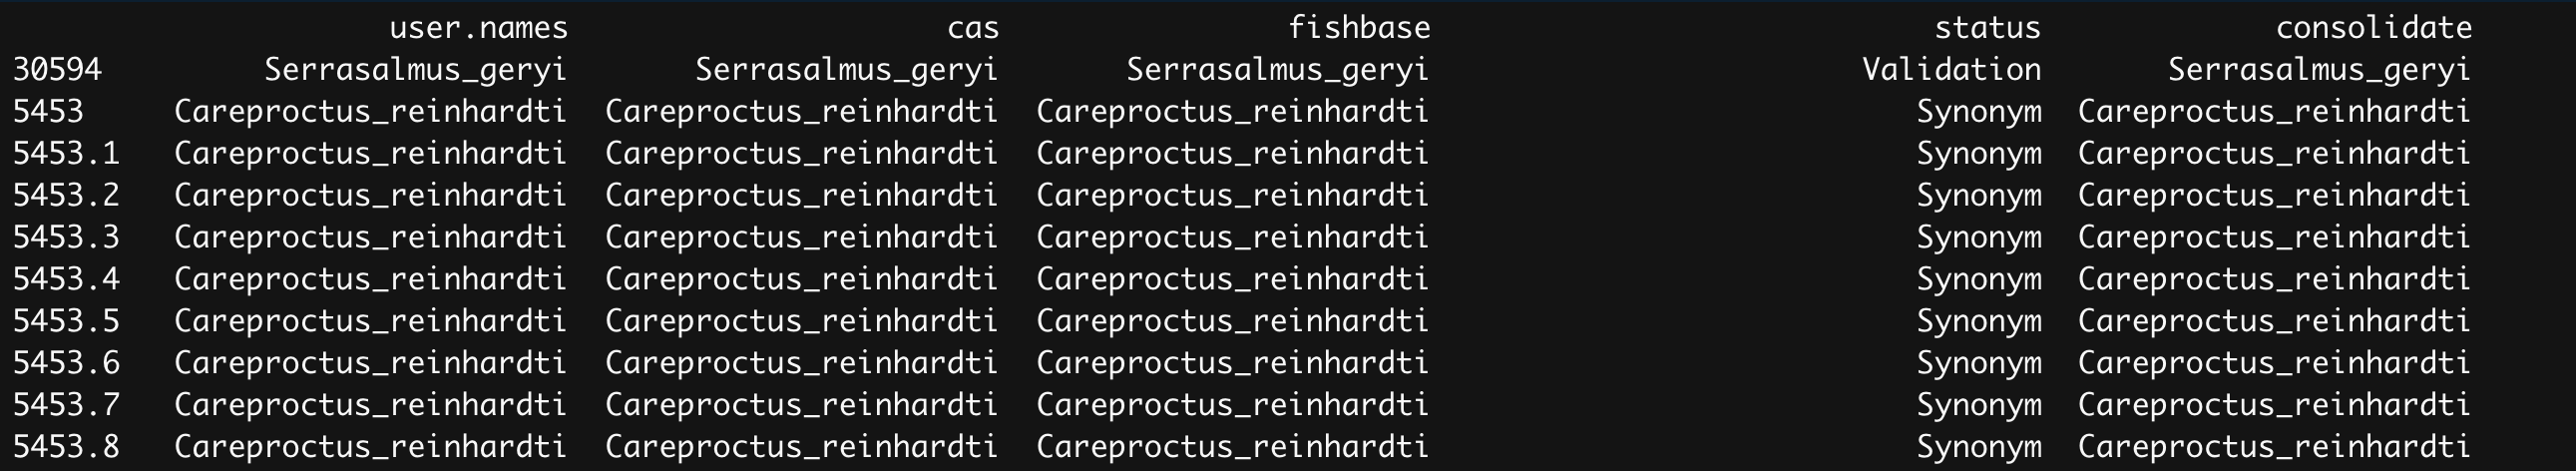 user.names cas fishbase status consolidate
30594 Serrasalmus_geryi Serrasalmus_geryi Serrasalmus_geryi Validation Serrasalmus_geryi
5453 Careproctus_reinhardti Careproctus_reinhardti Careproctus_reinhardti Synonym Careproctus_reinhardti
5453.1 Careproctus_reinhardti Careproctus_reinhardti Careproctus_reinhardti Synonym Careproctus_reinhardti
5453.2 Careproctus_reinhardti Careproctus_reinhardti Careproctus_reinhardti Synonym Careproctus_reinhardti
5453.3 Careproctus_reinhardti Careproctus_reinhardti Careproctus_reinhardti Synonym Careproctus_reinhardti
5453.4 Careproctus_reinhardti Careproctus_reinhardti Careproctus_reinhardti Synonym Careproctus_reinhardti
5453.5 Careproctus_reinhardti Careproctus_reinhardti Careproctus_reinhardti Synonym Careproctus_reinhardti
5453.6 Careproctus_reinhardti Careproctus_reinhardti Careproctus_reinhardti Synonym Careproctus_reinhardti
5453.7 Careproctus_reinhardti Careproctus_reinhardti Careproctus_reinhardti Synonym Careproctus_reinhardti
5453.8 Careproctus_reinhardti Careproctus_reinhardti Careproctus_reinhardti Synonym Careproctus_reinhardti